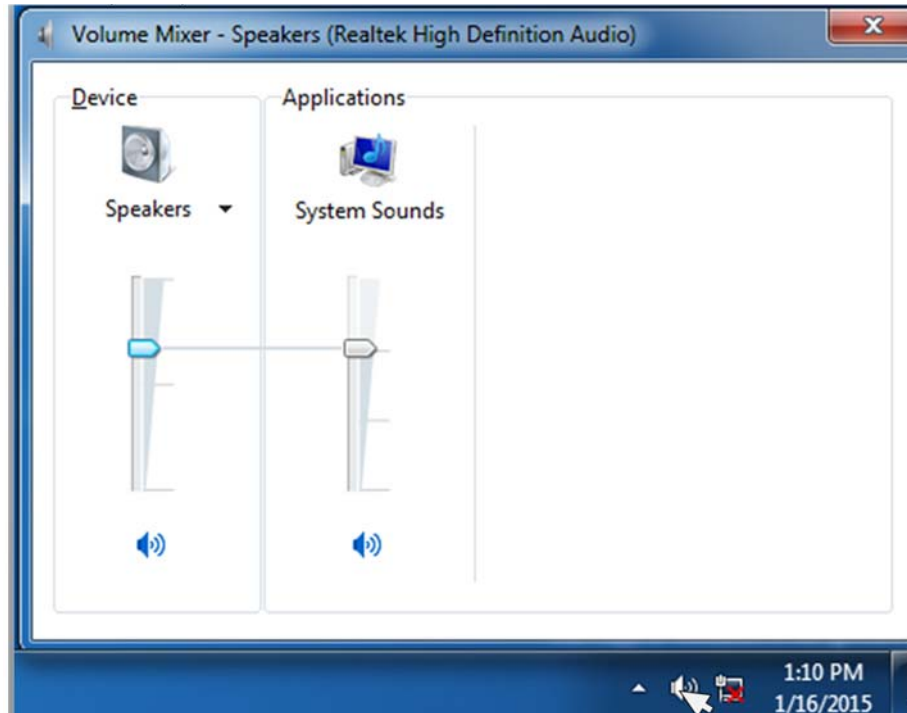 Volume Mixer - Speakers (Realtek High Definition Audio)
Device
Applications
Speakers
System Sounds
1:10 PM
1/16/2015